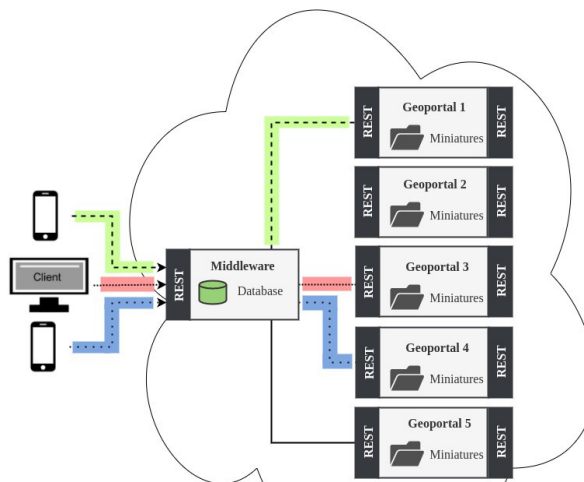 REST
Geoportal 1
Miniatures
REST
REST
Geoportal 2
Miniatures
REST
Client
REST
Middleware
Database
REST
Geoportal 3
Miniatures
REST
REST
Geoportal 4
Miniatures
REST
REST
Geoportal 5
Miniatures
REST